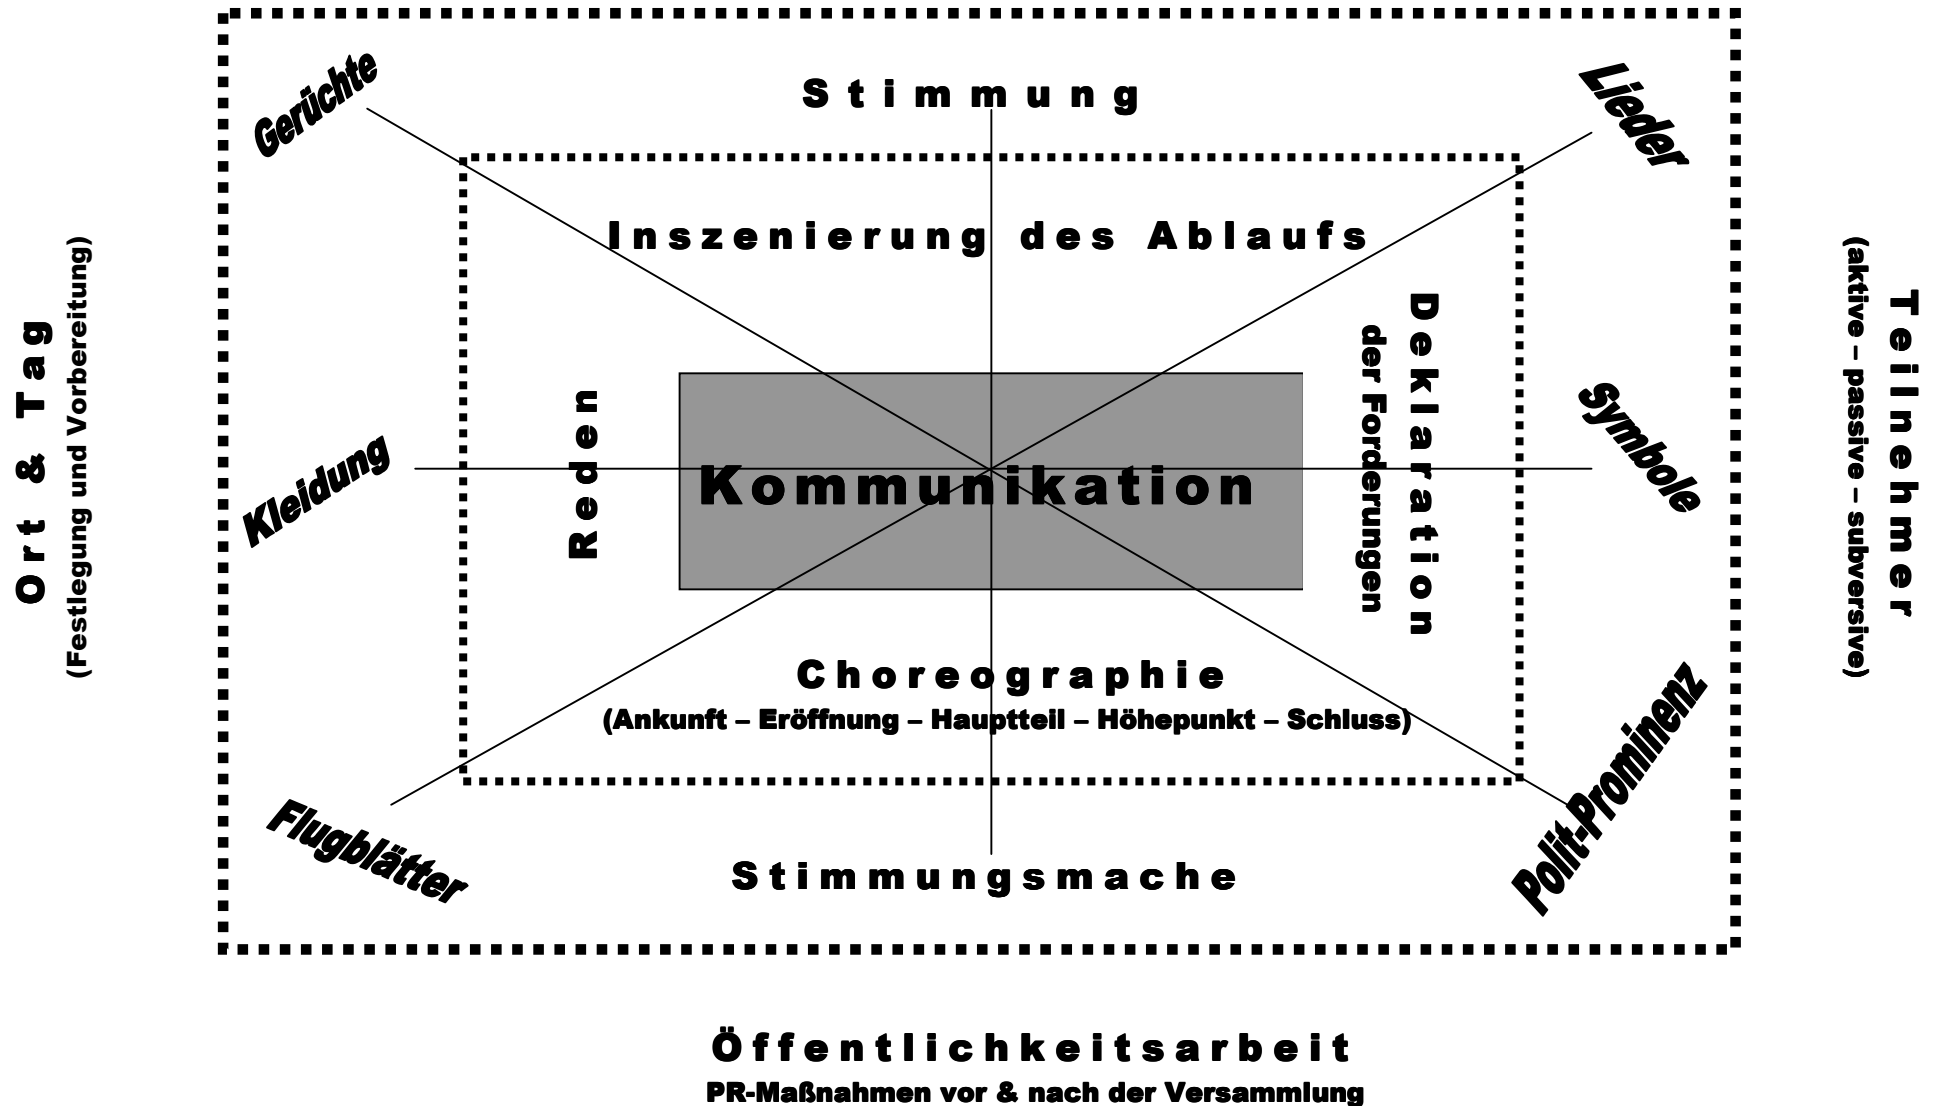 Gerüchte
Stimmung
Lieder
Inszenierung des Ablaufs
Ort & Tag
(Festlegung und Vorbereitung)
Kleidung
Reden
Kommunikation
Deklaration
der Forderungen
Symbole
Teilnehmer
(aktive – passive – subversive)
Choreographie
(Ankunft – Eröffnung – Hauptteil – Höhepunkt – Schluss)
Flugblätter
Stimmungsmache
Polit-Prominenz
Öffentlichkeitsarbeit
PR-Maßnahmen vor & nach der Versammlung